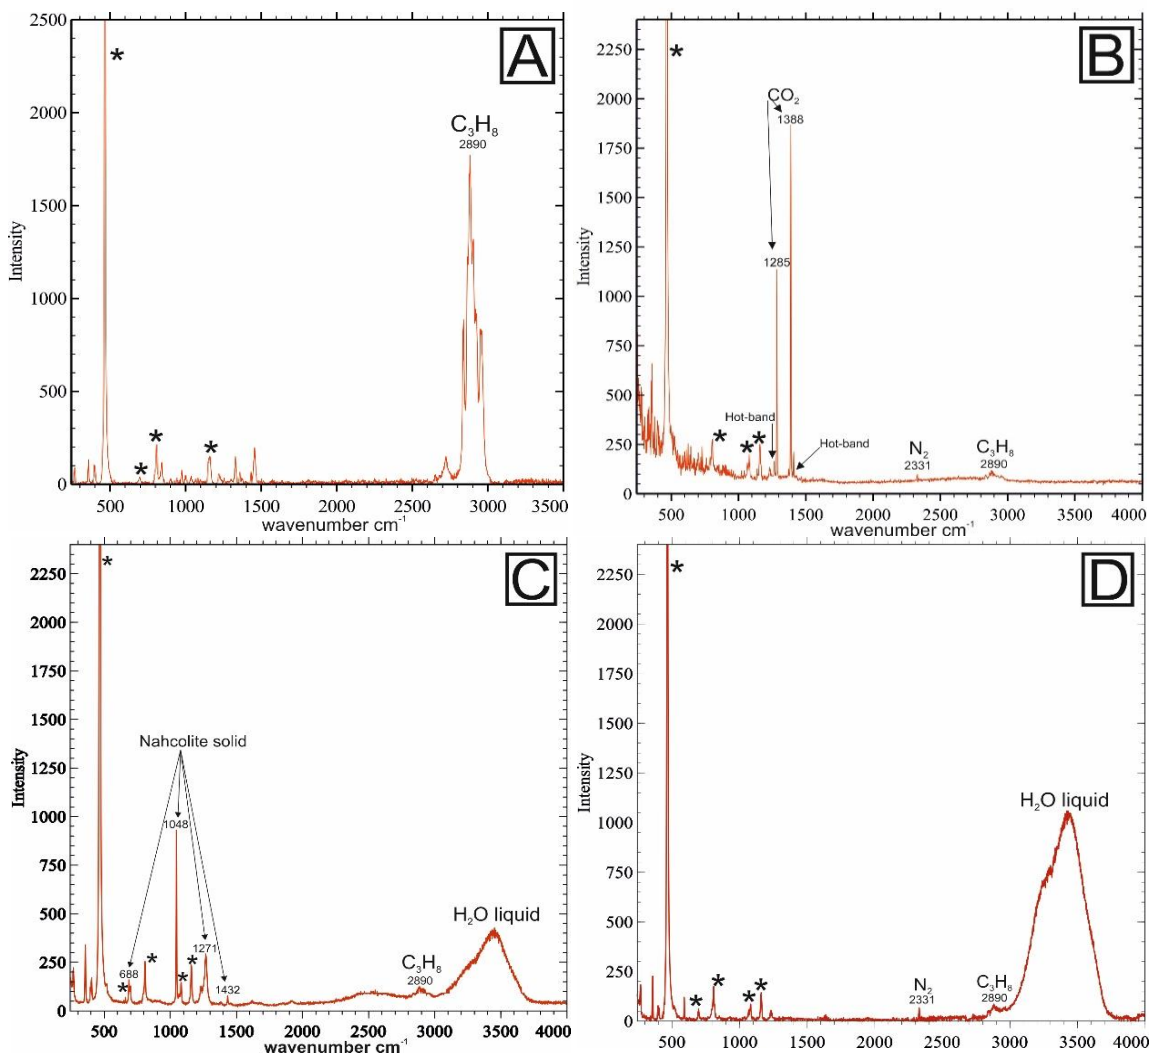 A
2500
2000
1500
1000
500
0
Intensity
*
C₃H₈
2890
*
*
*
500 1000 1500 2000 2500 3000 3500
wavenumber cm⁻¹
B
2250
2000
1750
1500
1250
1000
750
500
250
0
Intensity
*
CO₂
1388
1285
Hot-band
Hot-band
*
*
*
N₂
2331
C₃H₈
2890
500 1000 1500 2000 2500 3000 3500 4000
wavenumber cm⁻¹
C
2250
2000
1750
1500
1250
1000
750
500
250
0
Intensity
*
Nahcolite solid
1048
688
1271
1432
*
*
*
*
C₃H₈
2890
H₂O liquid
500 1000 1500 2000 2500 3000 3500 4000
wavenumber cm⁻¹
D
2250
2000
1750
1500
1250
1000
750
500
250
0
Intensity
*
H₂O liquid
*
*
*
*
N₂
2331
C₃H₈
2890
500 1000 1500 2000 2500 3000 3500 4000
wavenumber cm⁻¹